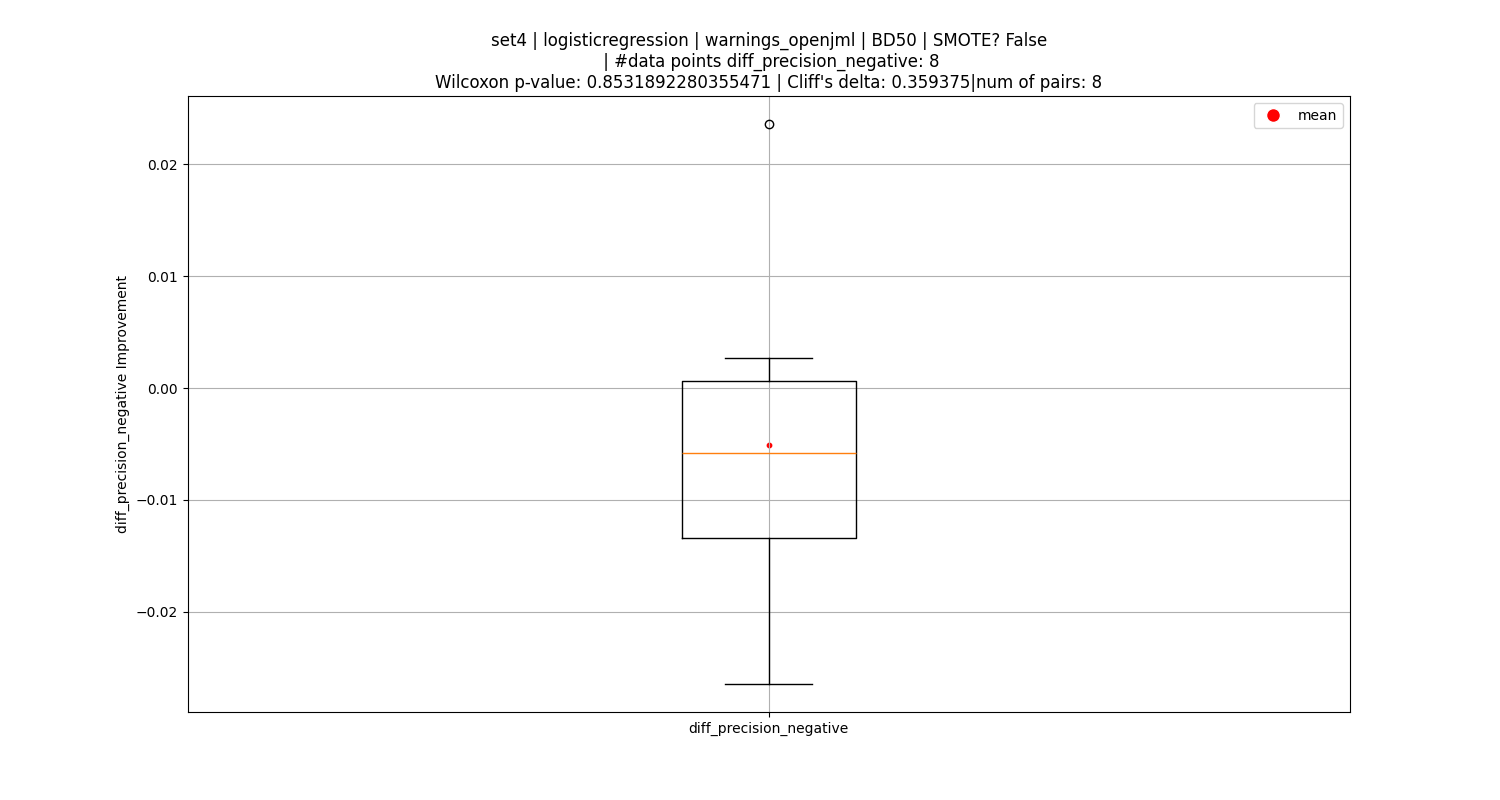 set4 | logisticregression | warnings_openjml | BD50 | SMOTE? False
| #data points diff_precision_negative: 8
Wilcoxon p-value: 0.8531892280355471 | Cliff's delta: 0.359375|num of pairs: 8
mean
0.02
0.01
0.00
−0.01
−0.02
diff_precision_negative Improvement
diff_precision_negative